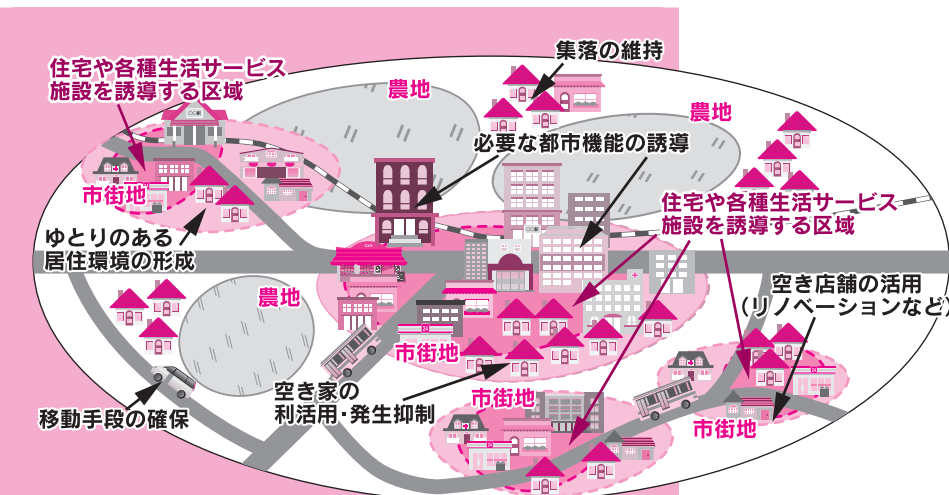 集落の維持
住宅や各種生活サービス
施設を誘導する区域
農地
農地
必要な都市機能の誘導
市街地
住宅や各種生活サービス
施設を誘導する区域
ゆとりのある
居住環境の形成
農地
空き店舗の活用
(リノベーションなど)
24
市街地
空き家の
利活用・発生抑制
市街地
移動手段の確保
市街地